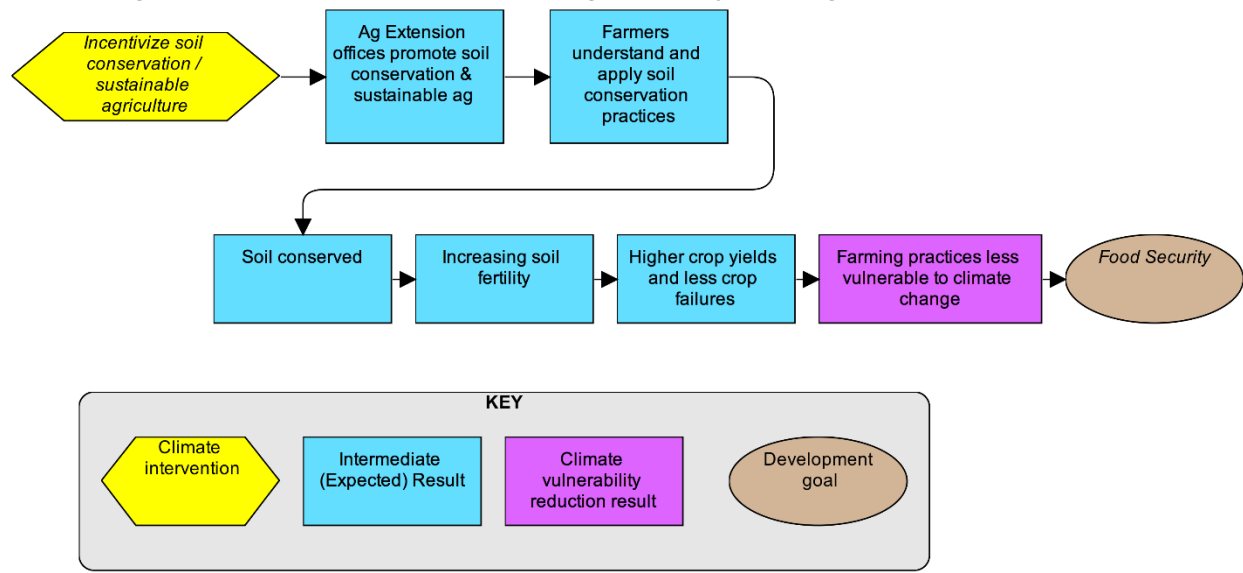 Incentivize soil
conservation /
sustainable
agriculture
Ag Extension
offices promote soil
conservation &
sustainable ag
Farmers
understand and
apply soil
conservation
practices
Soil conserved
Increasing soil
fertility
Higher crop yields
and less crop
failures
Farming practices less
vulnerable to climate
change
Food Security
KEY
Climate
intervention
Intermediate
(Expected) Result
Climate
vulnerability
reduction result
Development
goal